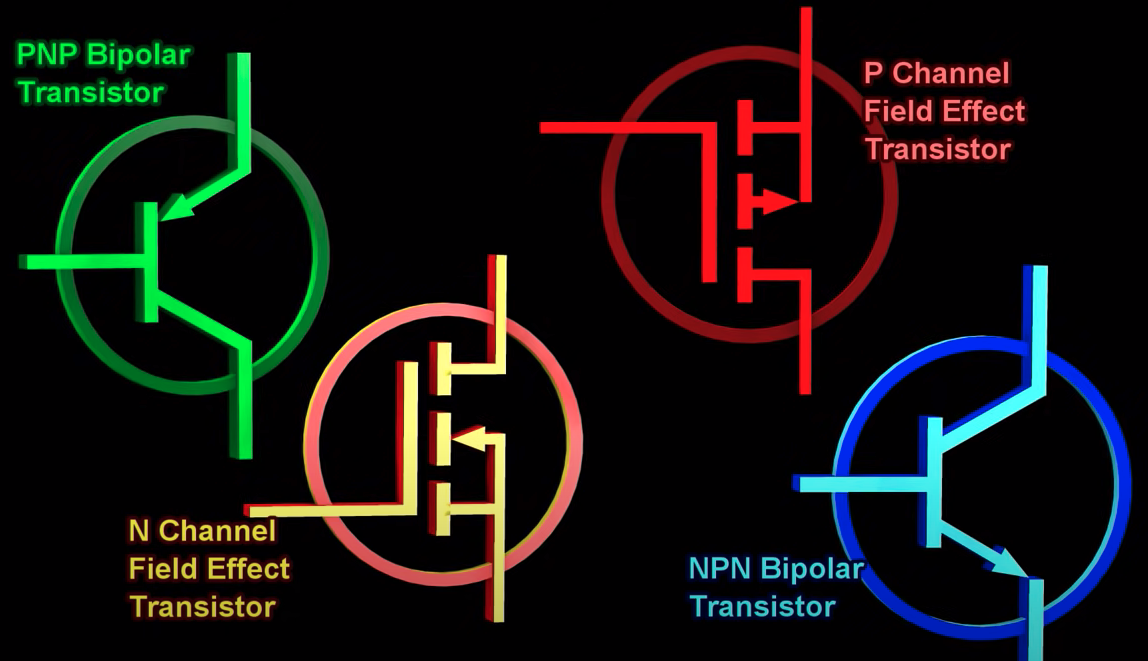 PNP Bipolar
Transistor
P Channel
Field Effect
Transistor
N Channel
Field Effect
Transistor
NPN Bipolar
Transistor